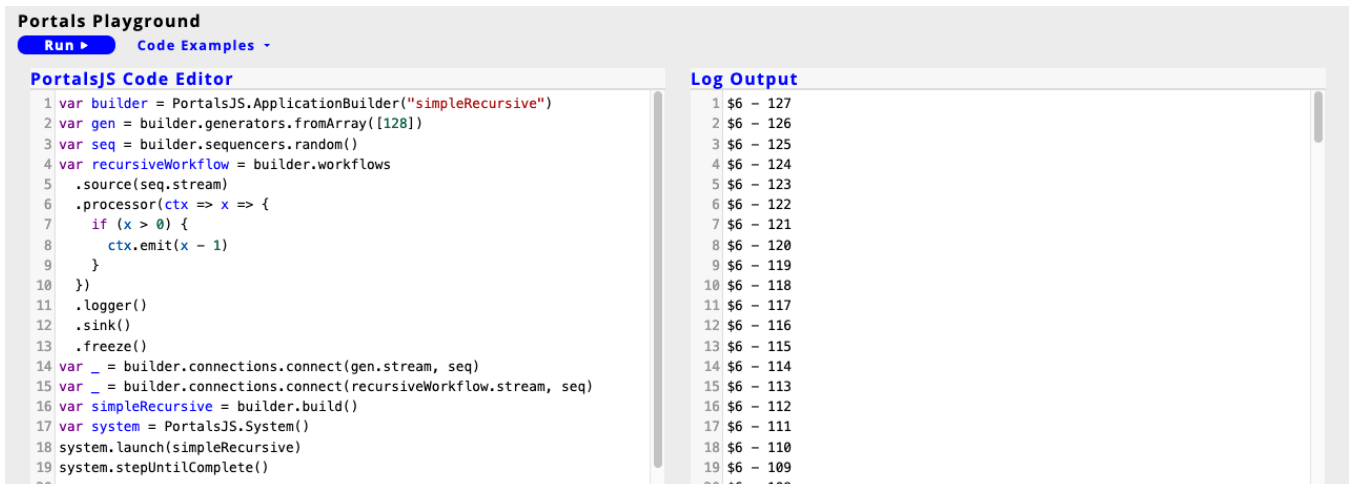 Portals Playground
Run ▸ Code Examples ▾
PortalsJS Code Editor
1 var builder = PortalsJS.ApplicationBuilder("simpleRecursive")
2 var gen = builder.generators.fromArray([128])
3 var seq = builder.sequencers.random()
4 var recursiveWorkflow = builder.workflows
5   .source(seq.stream)
6   .processor(ctx => x => {
7     if (x > 0) {
8       ctx.emit(x - 1)
9     }
10   })
11   .logger()
12   .sink()
13   .freeze()
14 var _ = builder.connections.connect(gen.stream, seq)
15 var _ = builder.connections.connect(recursiveWorkflow.stream, seq)
16 var simpleRecursive = builder.build()
17 var system = PortalsJS.System()
18 system.launch(simpleRecursive)
19 system.stepUntilComplete()
Log Output
1 $6 - 127
2 $6 - 126
3 $6 - 125
4 $6 - 124
5 $6 - 123
6 $6 - 122
7 $6 - 121
8 $6 - 120
9 $6 - 119
10 $6 - 118
11 $6 - 117
12 $6 - 116
13 $6 - 115
14 $6 - 114
15 $6 - 113
16 $6 - 112
17 $6 - 111
18 $6 - 110
19 $6 - 109